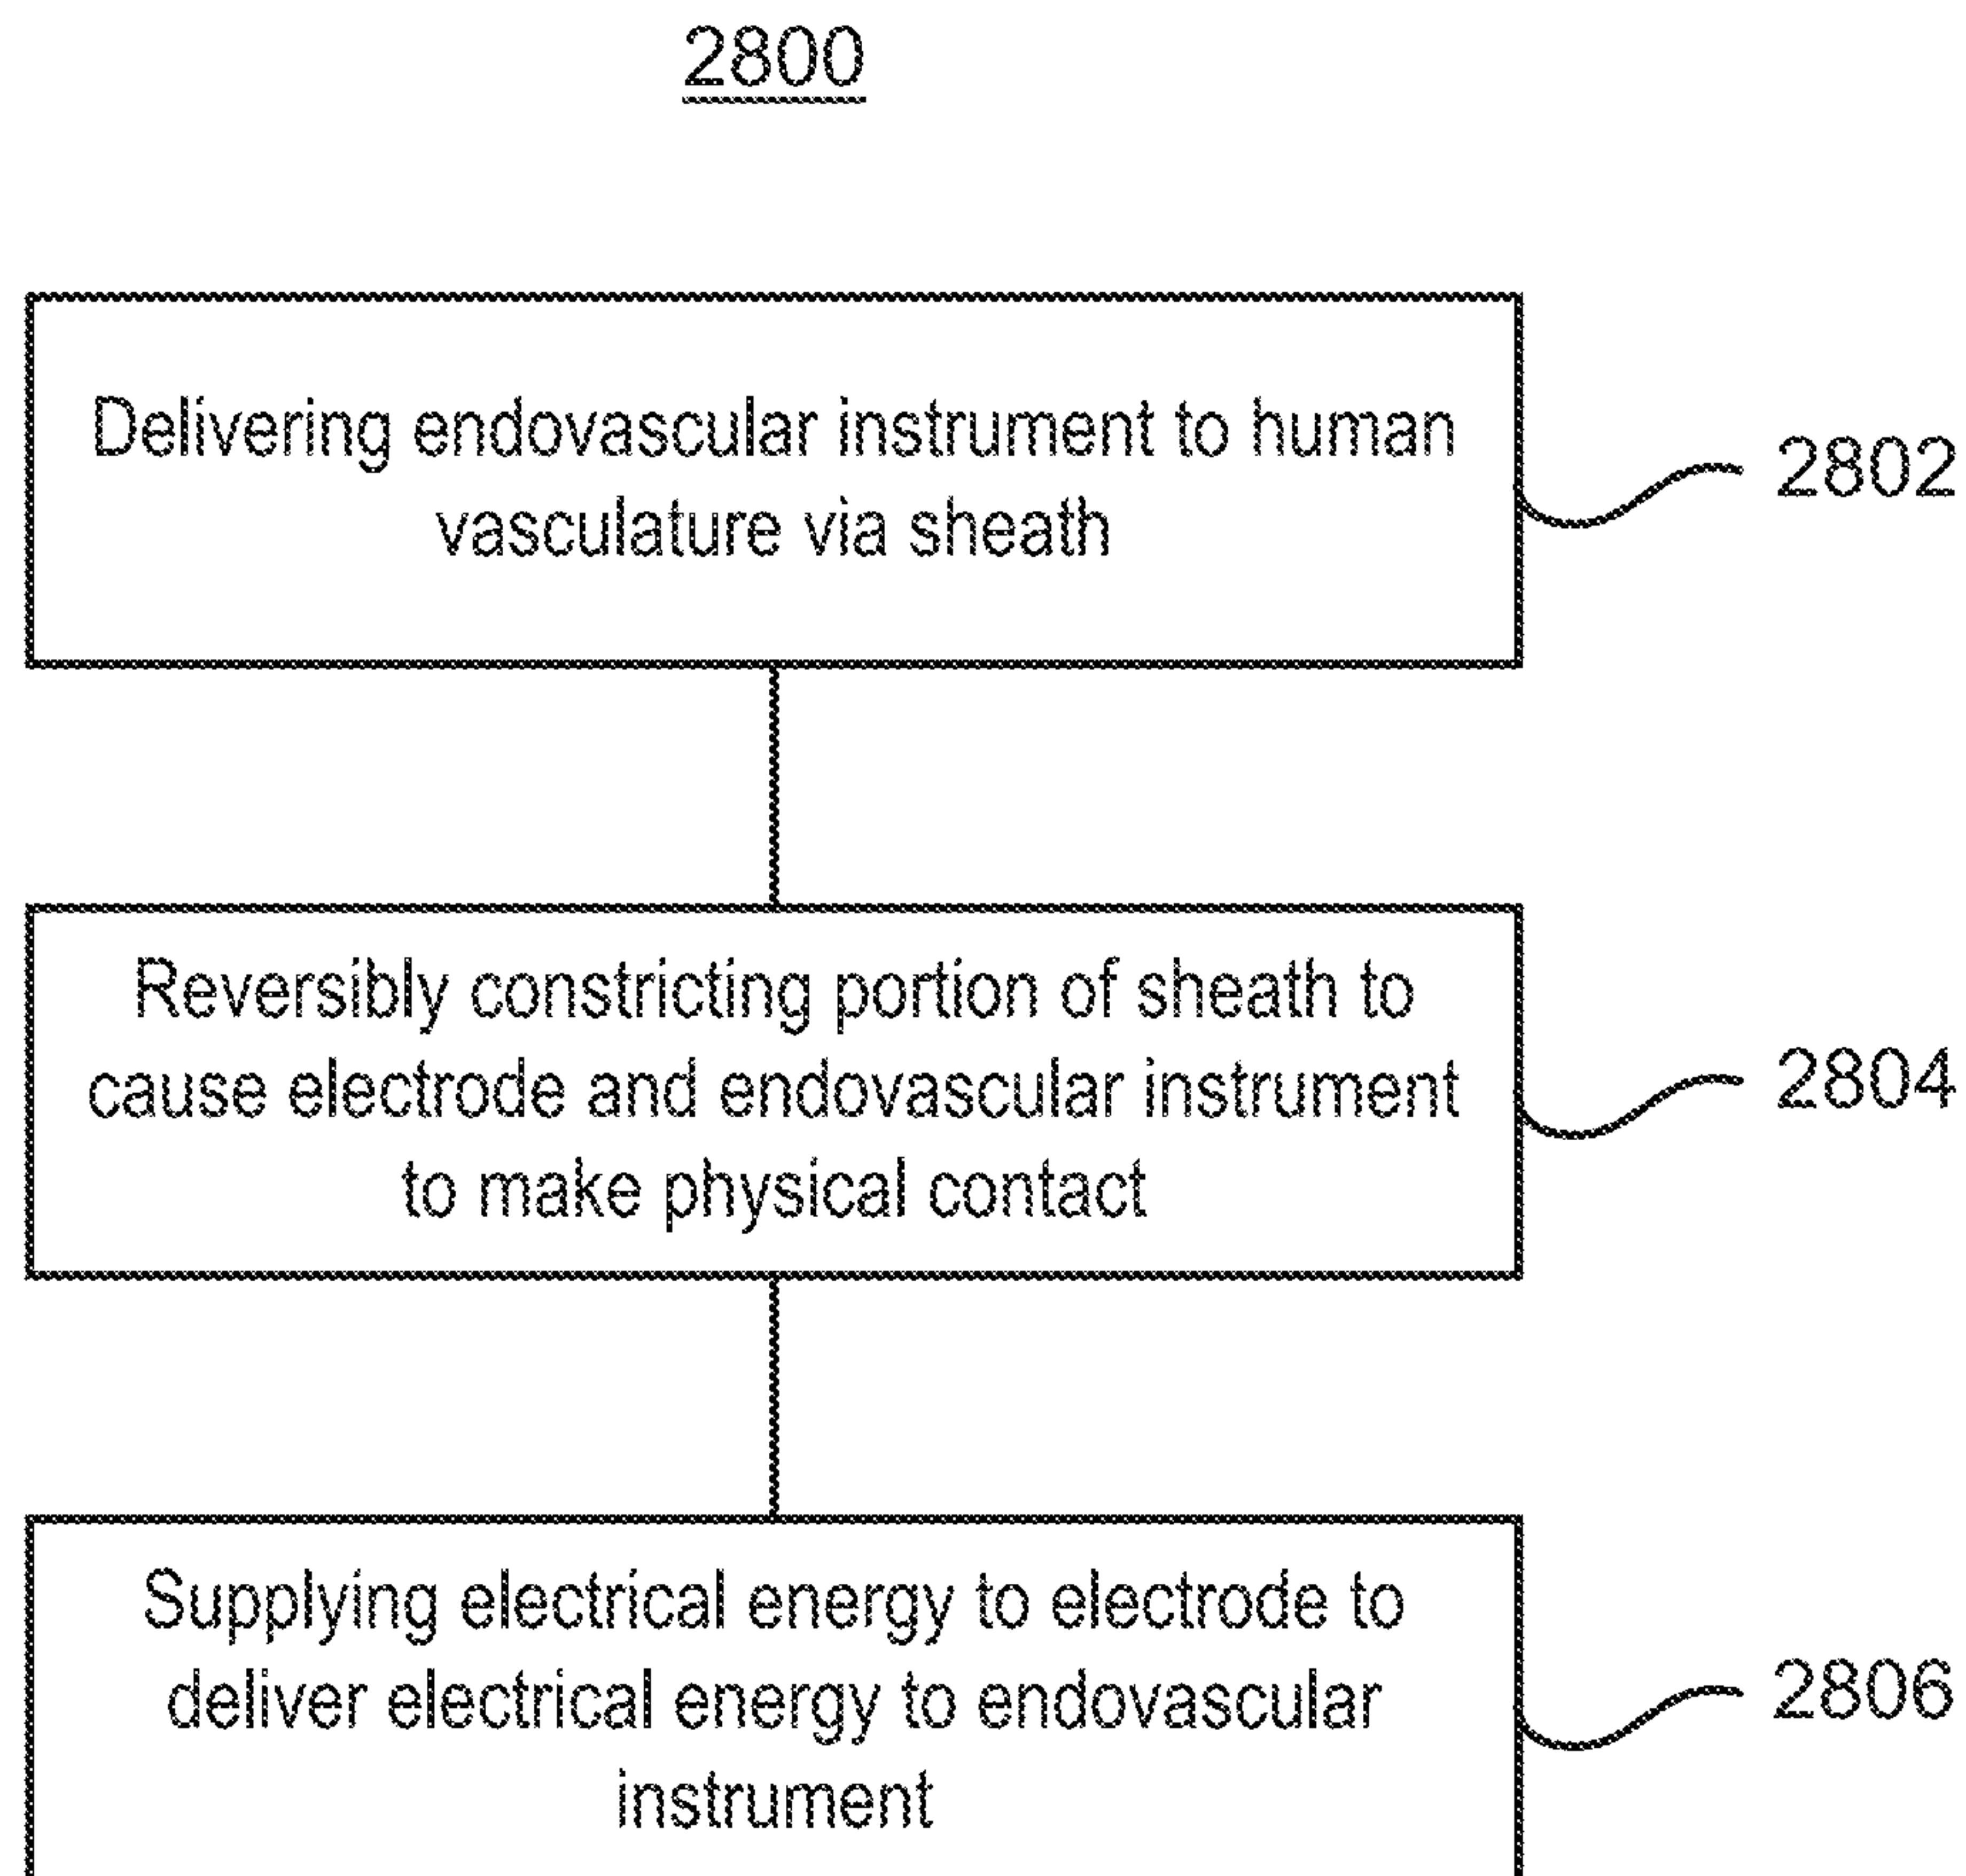 2800
Delivering endovascular instrument to human
vasculature via sheath
2802
Reversibly constricting portion of sheath to
cause electrode and endovascular instrument
to make physical contact
2804
Supplying electrical energy to electrode to
deliver electrical energy to endovascular
instrument
2806